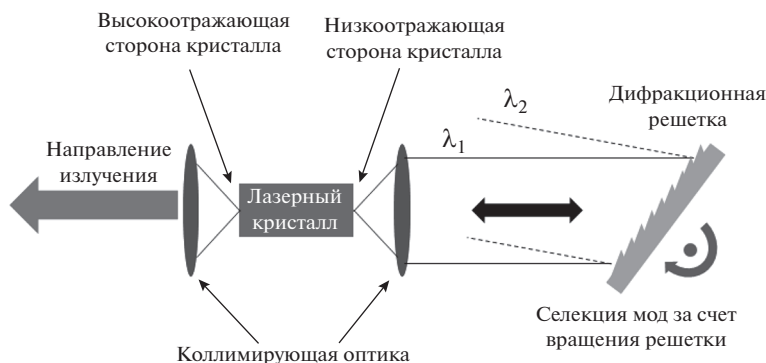 Высокоотражающая
сторона кристалла
Низкоотражающая
сторона кристалла
Дифракционная
решетка
λ2
λ1
Направление
излучения
Лазерный
кристалл
Селекция мод за счет
вращения решетки
Коллимирующая оптика